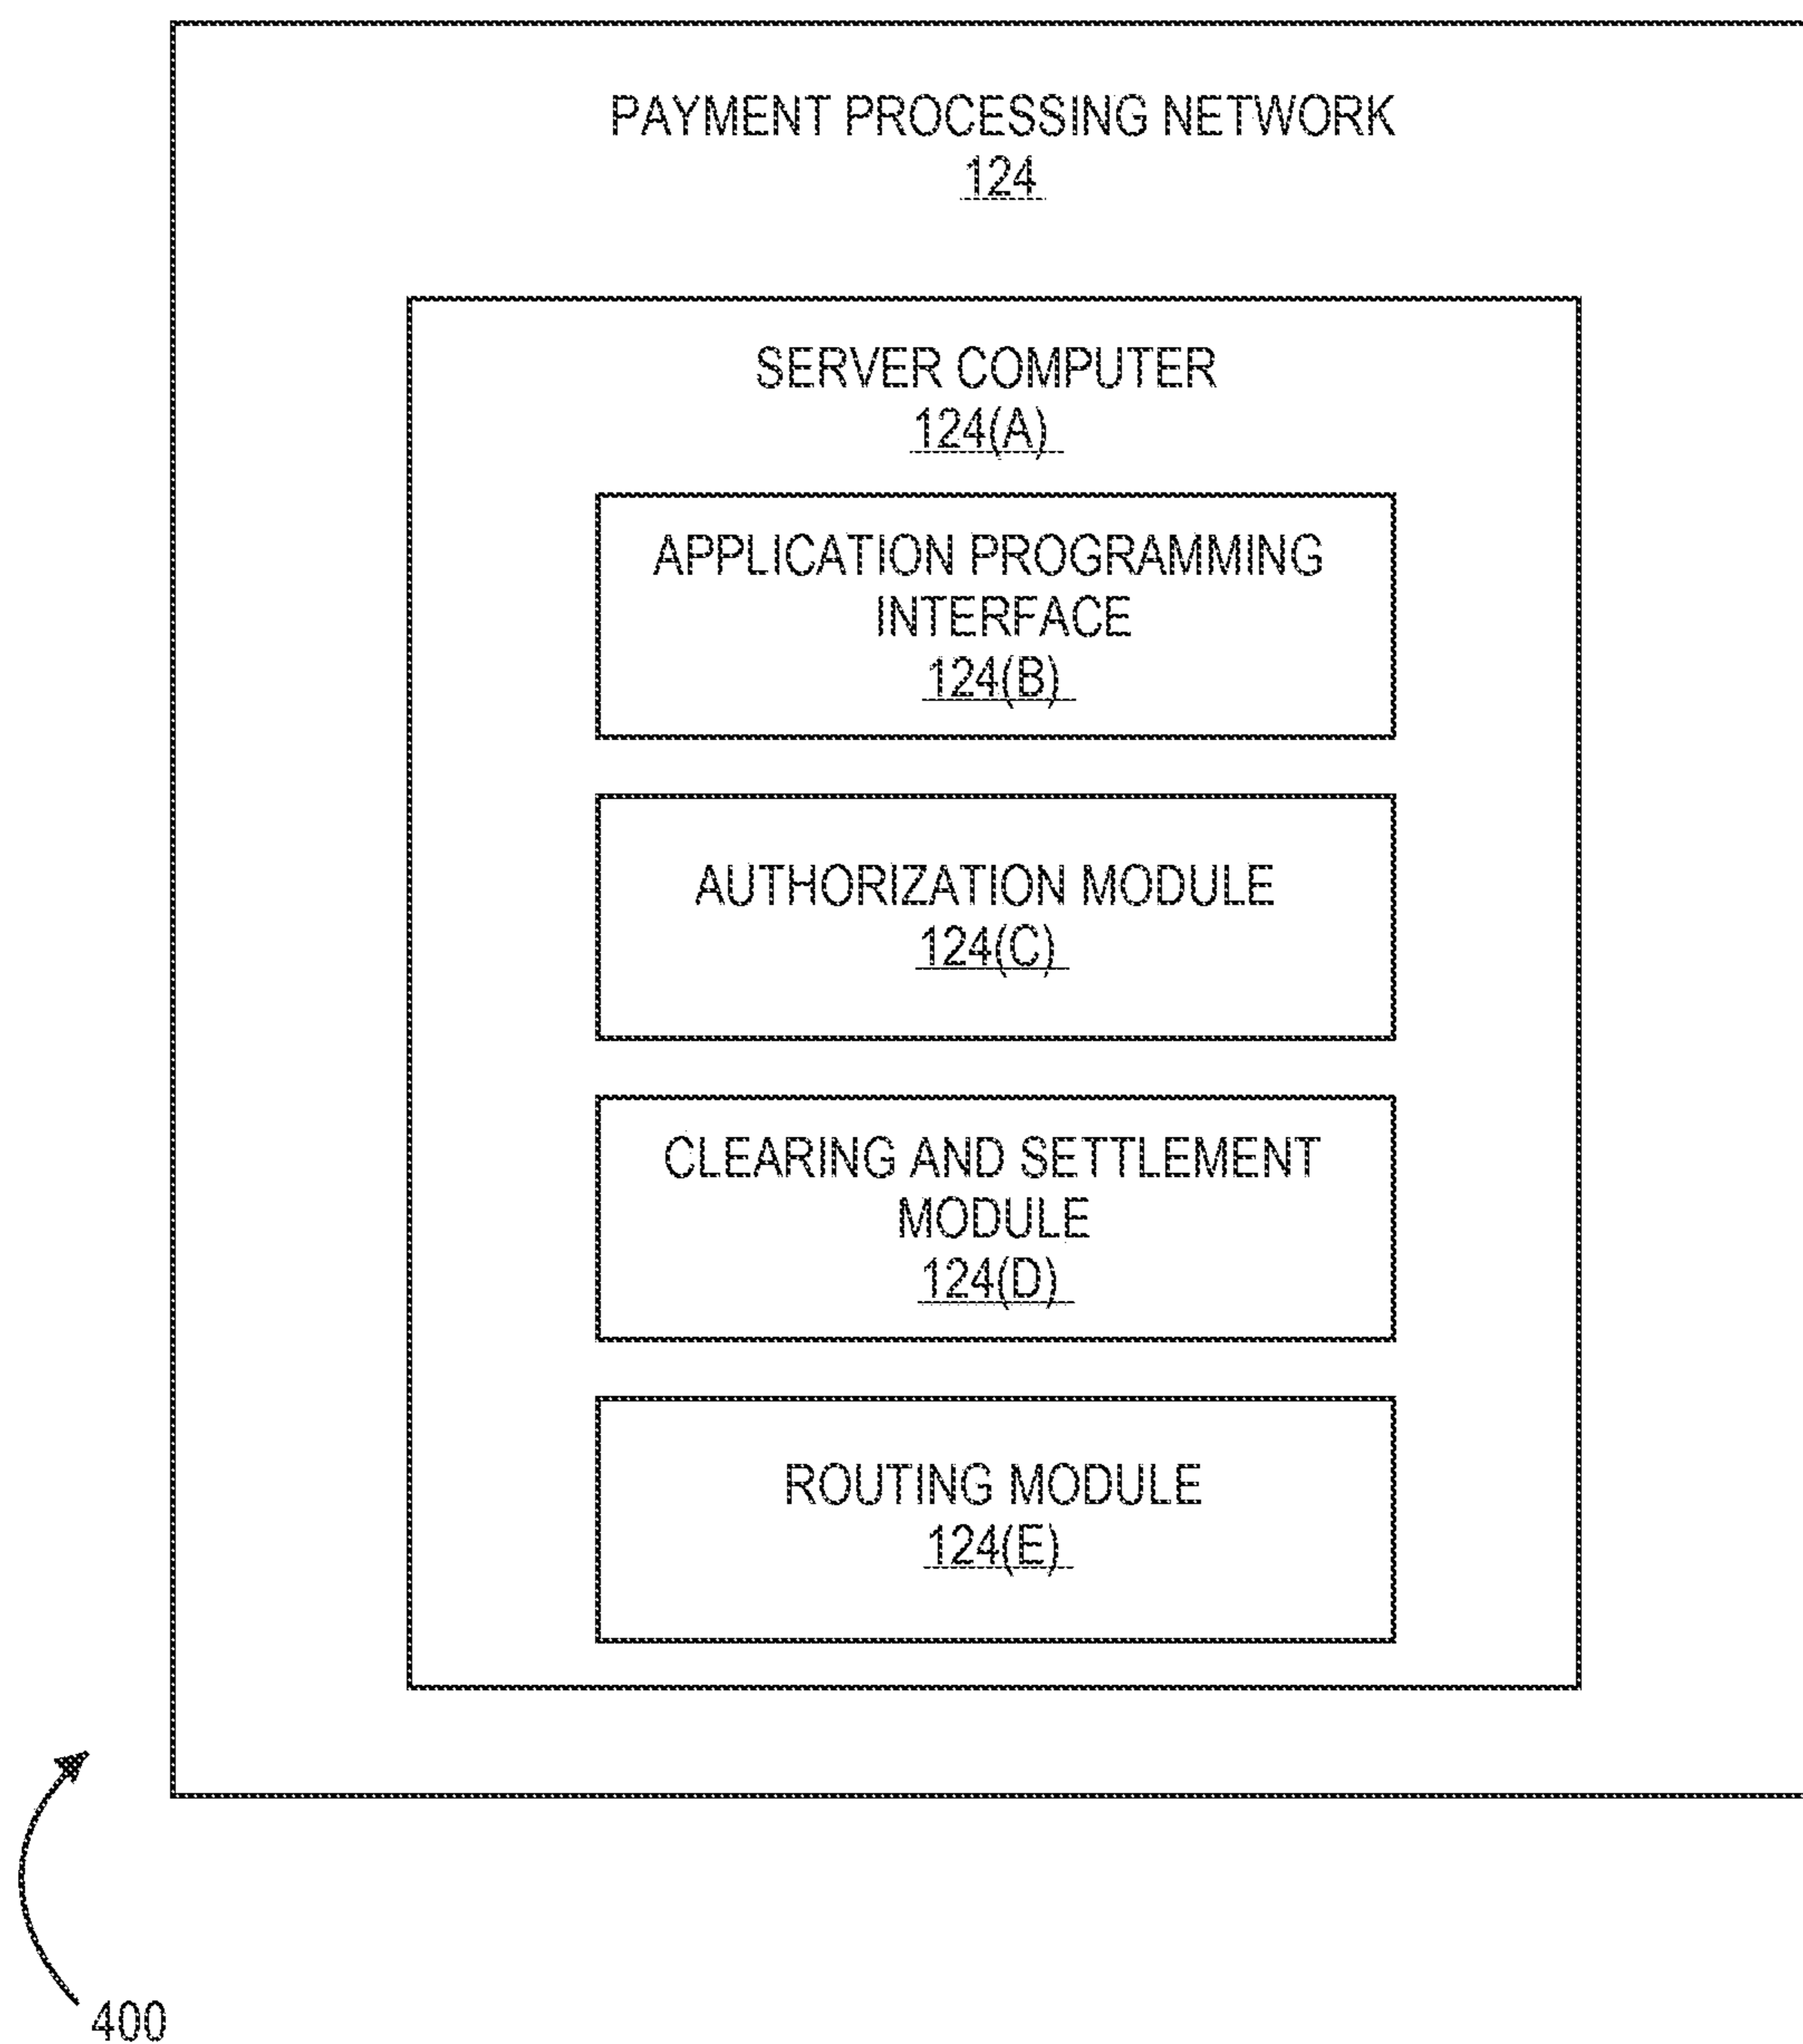 PAYMENT PROCESSING NETWORK
124
SERVER COMPUTER
124(A)
APPLICATION PROGRAMMING
INTERFACE
124(B)
AUTHORIZATION MODULE
124(C)
CLEARING AND SETTLEMENT
MODULE
124(D)
ROUTING MODULE
124(E)
400